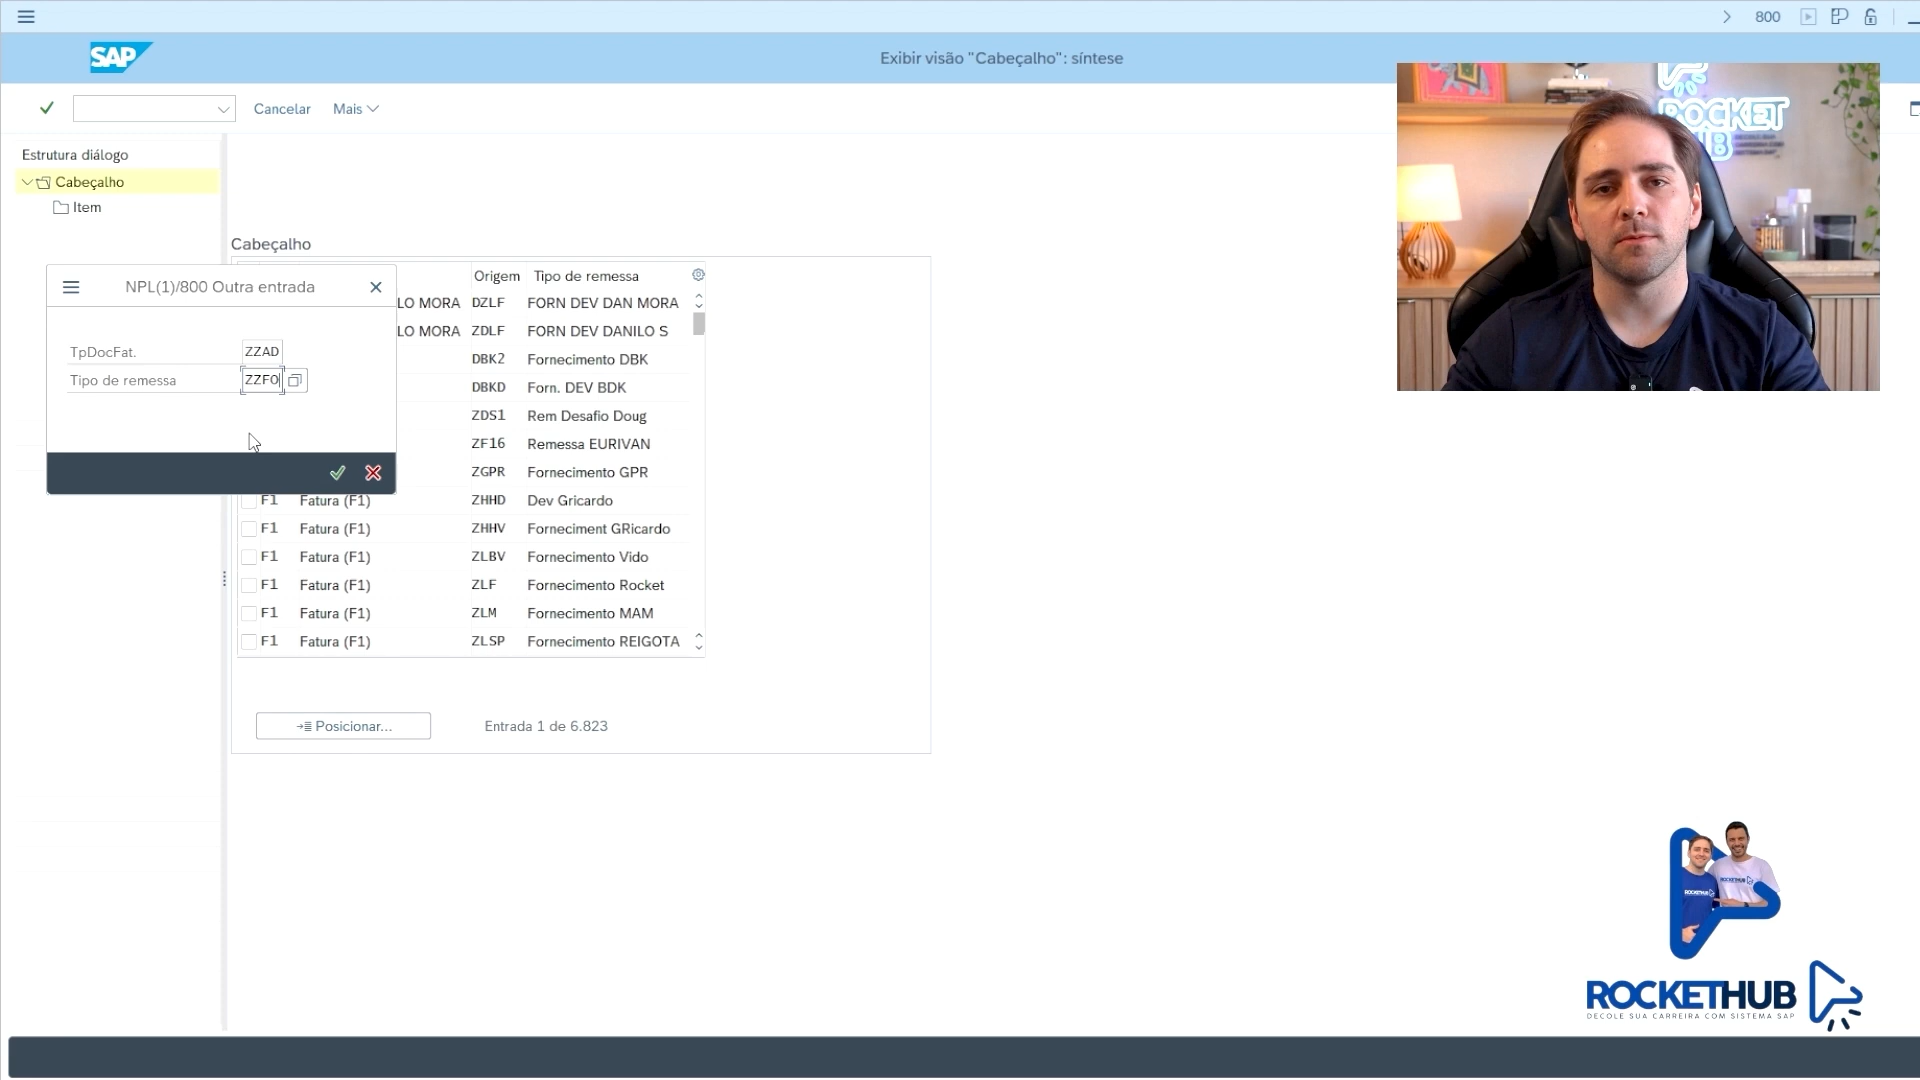 800
SAP
Exibir visão "Cabeçalho": síntese
Cancelar
Mais
Estrutura diálogo
Cabeçalho
Item
Cabeçalho
NPL(1)/800 Outra entrada
TpDocFat. ZZAD
Tipo de remessa ZZFO
Origem Tipo de remessa
LO MORA DZLF FORN DEV DAN MORA
LO MORA ZDLF FORN DEV DANILO S
DBK2 Fornecimento DBK
DBKD Forn. DEV BDK
ZDS1 Rem Desafio Doug
ZF16 Remessa EURIVAN
ZGPR Fornecimento GPR
F1 Fatura (F1) ZHHD Dev Gricardo
F1 Fatura (F1) ZHHV Forneciment GRicardo
F1 Fatura (F1) ZLBV Fornecimento Vido
F1 Fatura (F1) ZLF Fornecimento Rocket
F1 Fatura (F1) ZLM Fornecimento MAM
F1 Fatura (F1) ZLSP Fornecimento REIGOTA
Posicionar...
Entrada 1 de 6.823
ROCKET
ROCKETHUB
ROCKETHUB
ROCKETHUB
DECOLE SUA CARREIRA COM SISTEMA SAP